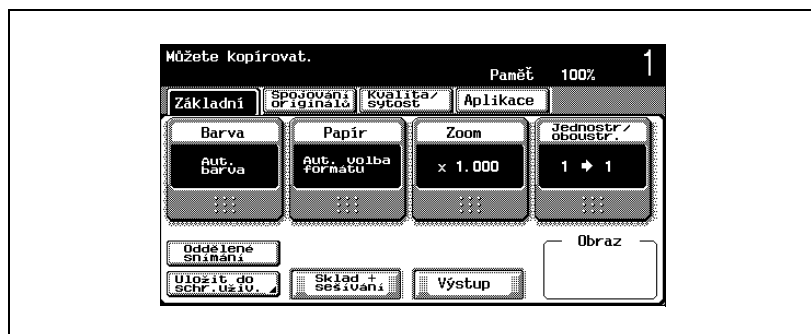 Můžete kopírovat.
Paměť 100% 1
Základní
Spojování
originálů
Kvalita/
sytost
Aplikace
Barva
Papír
Zoom
Jednostr/
oboustr.
Aut.
barva
Aut. volba
formátu
x 1.000
1 → 1
Oddělené
snímání
Obraz
Uložit do
schr.uživ.
Sklad +
sešívání
Výstup